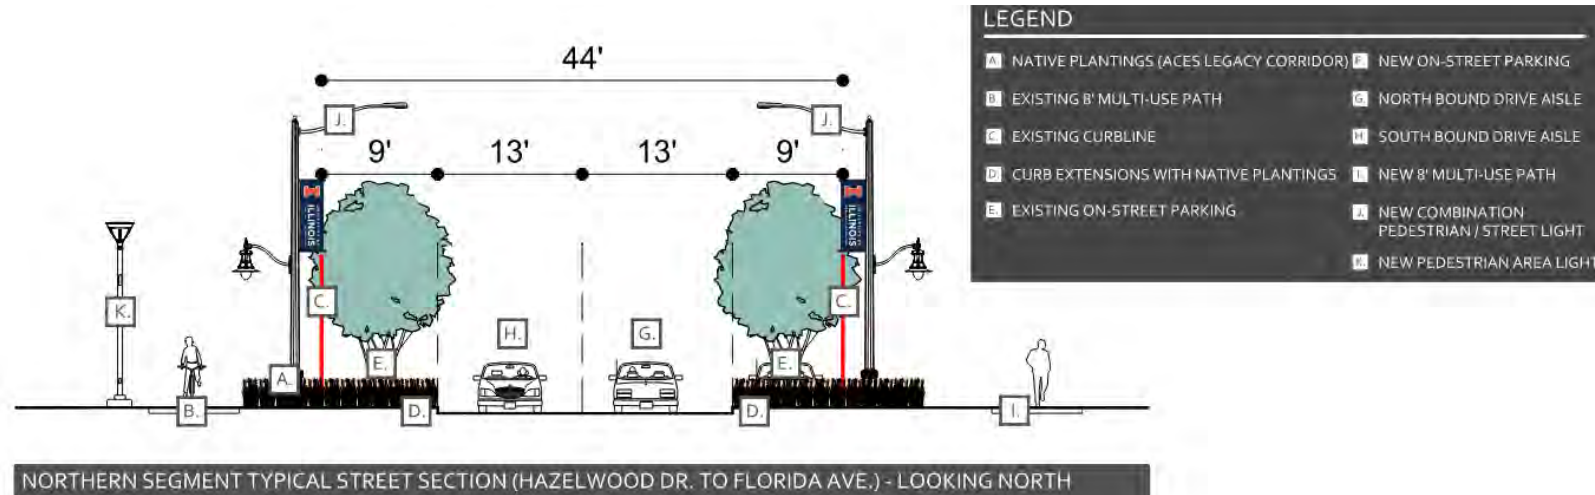 44'
J.
J.
9'
13'
13'
9'
ILLINOIS
ILLINOIS
C.
C.
K.
H.
G.
E.
E.
A.
B.
D.
D.
I.
NORTHERN SEGMENT TYPICAL STREET SECTION (HAZELWOOD DR. TO FLORIDA AVE.) - LOOKING NORTH
LEGEND
A. NATIVE PLANTINGS (ACES LEGACY CORRIDOR)
B. EXISTING 8' MULTI-USE PATH
C. EXISTING CURBLINE
D. CURB EXTENSIONS WITH NATIVE PLANTINGS
E. EXISTING ON-STREET PARKING
F. NEW ON-STREET PARKING
G. NORTH BOUND DRIVE AISLE
H. SOUTH BOUND DRIVE AISLE
I. NEW 8' MULTI-USE PATH
J. NEW COMBINATION
PEDESTRIAN / STREET LIGHT
K. NEW PEDESTRIAN AREA LIGHT